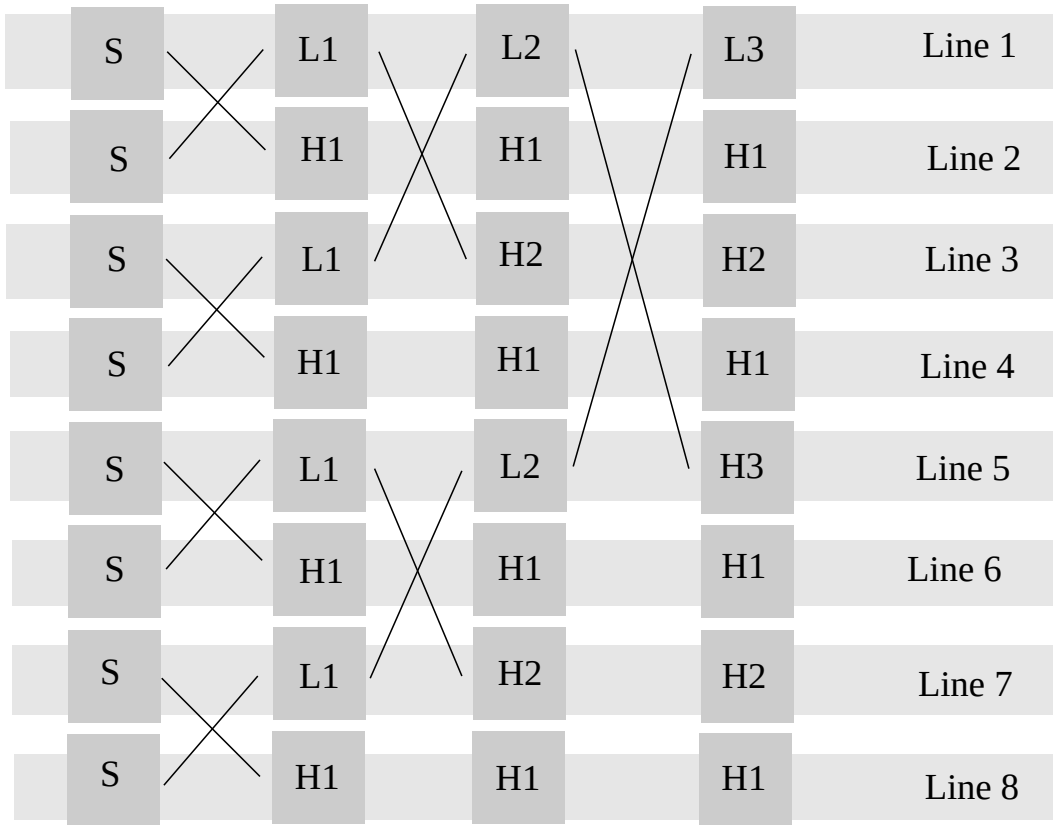 S L1 L2 L3 Line 1
S H1 H1 H1 Line 2
S L1 H2 H2 Line 3
S H1 H1 H1 Line 4
S L1 L2 H3 Line 5
S H1 H1 H1 Line 6
S L1 H2 H2 Line 7
S H1 H1 H1 Line 8